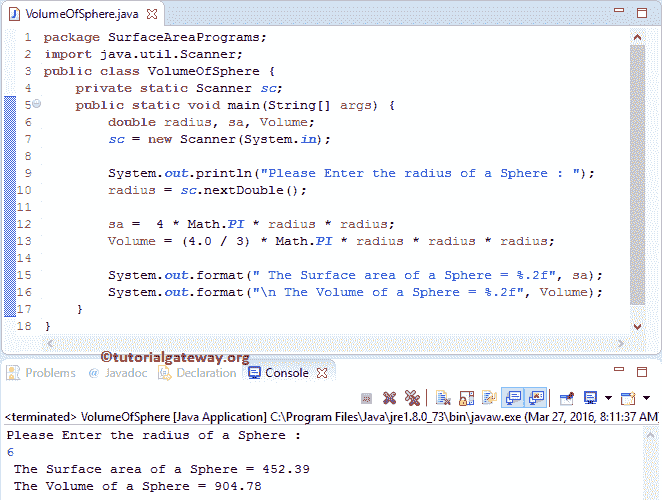 VolumeOfSphere.java
1 package SurfaceAreaPrograms;
2 import java.util.Scanner;
3 public class VolumeOfSphere {
4     private static Scanner sc;
5     public static void main(String[] args) {
6         double radius, sa, Volume;
7         sc = new Scanner(System.in);
8
9         System.out.println("Please Enter the radius of a Sphere : ");
10         radius = sc.nextDouble();
11
12         sa =  4 * Math.PI * radius * radius;
13         Volume = (4.0 / 3) * Math.PI * radius * radius * radius;
14
15         System.out.format(" The Surface area of a Sphere = %.2f", sa);
16         System.out.format("\n The Volume of a Sphere = %.2f", Volume);
17     }
18 }
©tutorialgateway.org
Problems @ Javadoc Declaration Console
<terminated> VolumeOfSphere [Java Application] C:\Program Files\Java\jre1.8.0_73\bin\javaw.exe (Mar 27, 2016, 8:11:37 AM)
Please Enter the radius of a Sphere :
6
 The Surface area of a Sphere = 452.39
 The Volume of a Sphere = 904.78